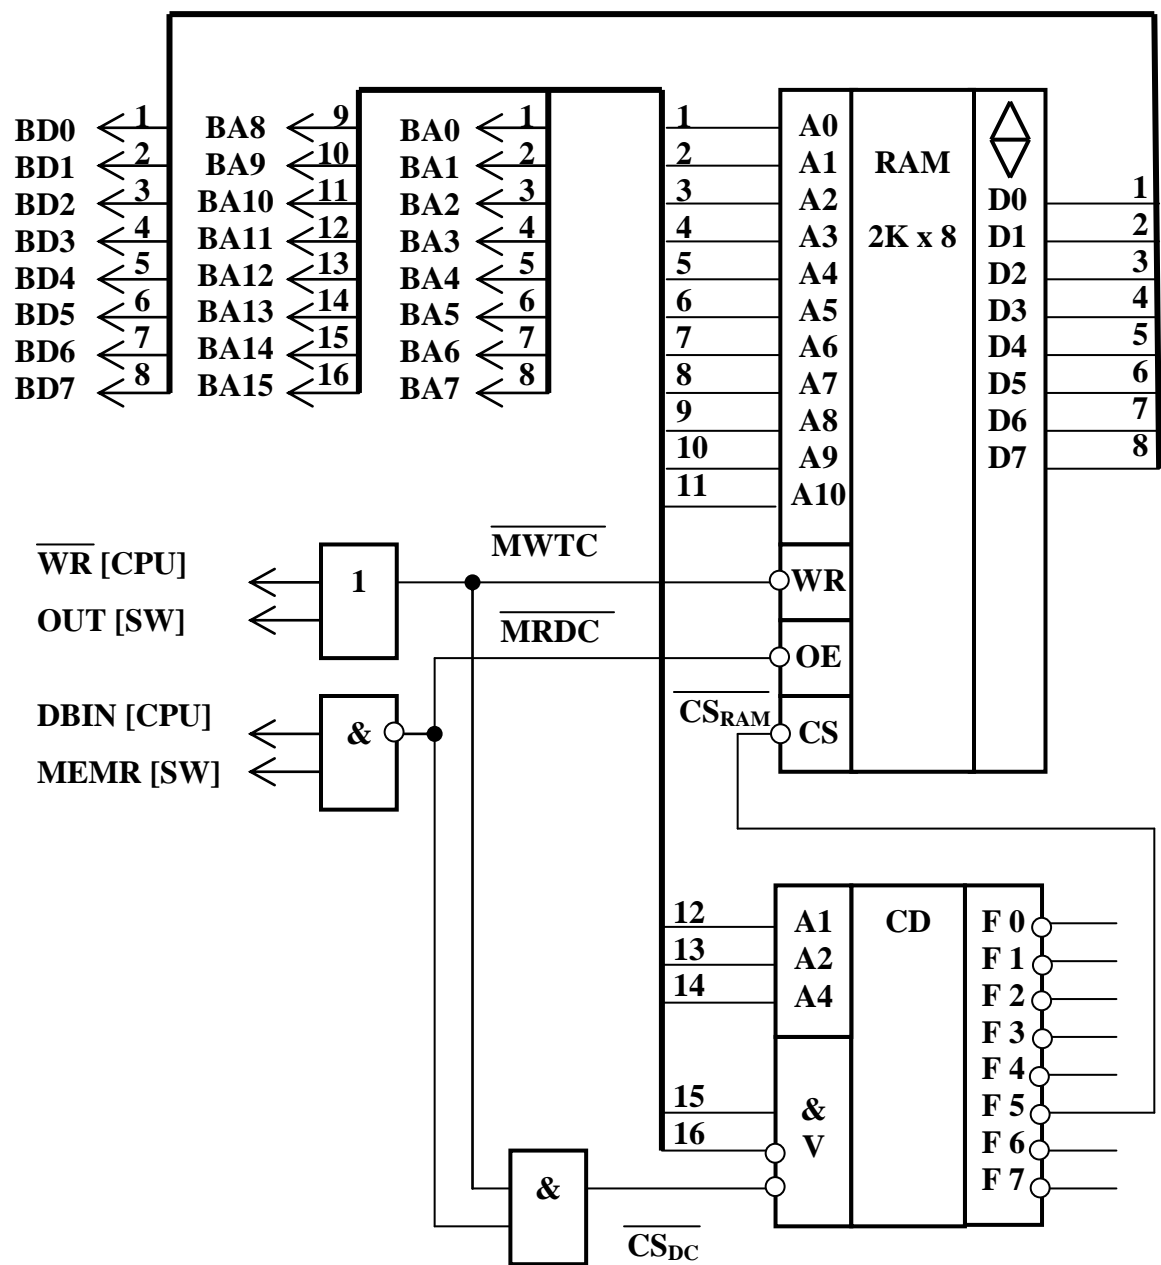 BD0 1
BD1 2
BD2 3
BD3 4
BD4 5
BD5 6
BD6 7
BD7 8
BA8 9
BA9 10
BA10 11
BA11 12
BA12 13
BA13 14
BA14 15
BA15 16
BA0 1
BA1 2
BA2 3
BA3 4
BA4 5
BA5 6
BA6 7
BA7 8
1 A0
2 A1
3 A2
4 A3
5 A4
6 A5
7 A6
8 A7
9 A8
10 A9
11 A10
WR
OE
CS
RAM
2K x 8
D0 1
D1 2
D2 3
D3 4
D4 5
D5 6
D6 7
D7 8
WR [CPU]
OUT [SW]
1
MWTC
MRDC
DBIN [CPU]
MEMR [SW]
&
CSRAM
12 A1
13 A2
14 A4
15 &
16 V
CD
F 0
F 1
F 2
F 3
F 4
F 5
F 6
F 7
&
CSDC